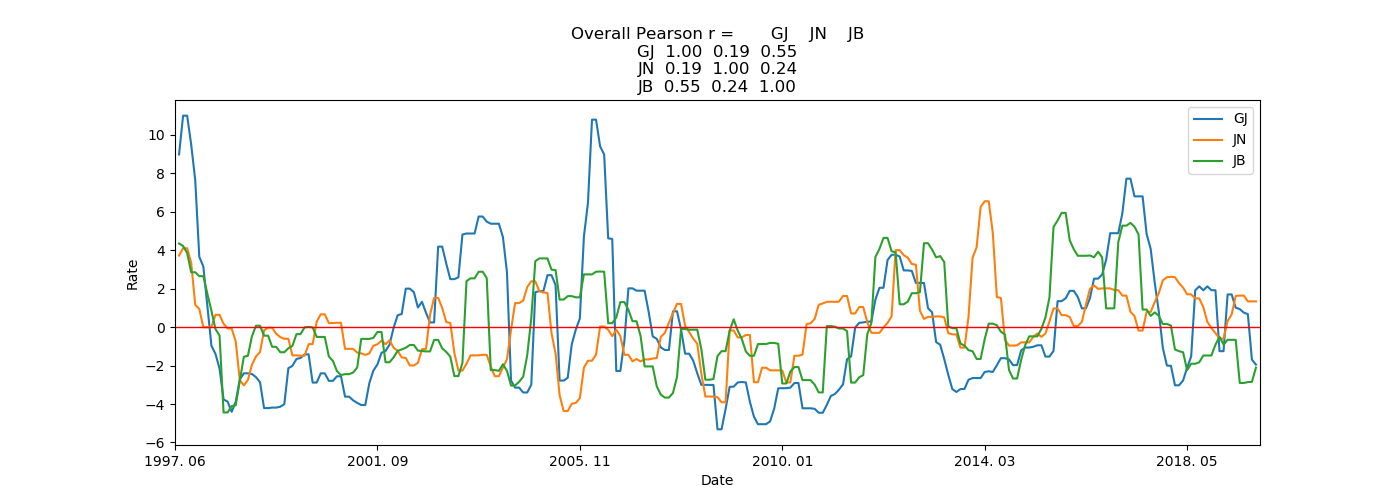 Overall Pearson r = GJ JN JB
GJ 1.00 0.19 0.55
JN 0.19 1.00 0.24
JB 0.55 0.24 1.00
GJ
JN
JB
Rate
10
8
6
4
2
0
−2
−4
−6
1997. 06 2001. 09 2005. 11 2010. 01 2014. 03 2018. 05
Date